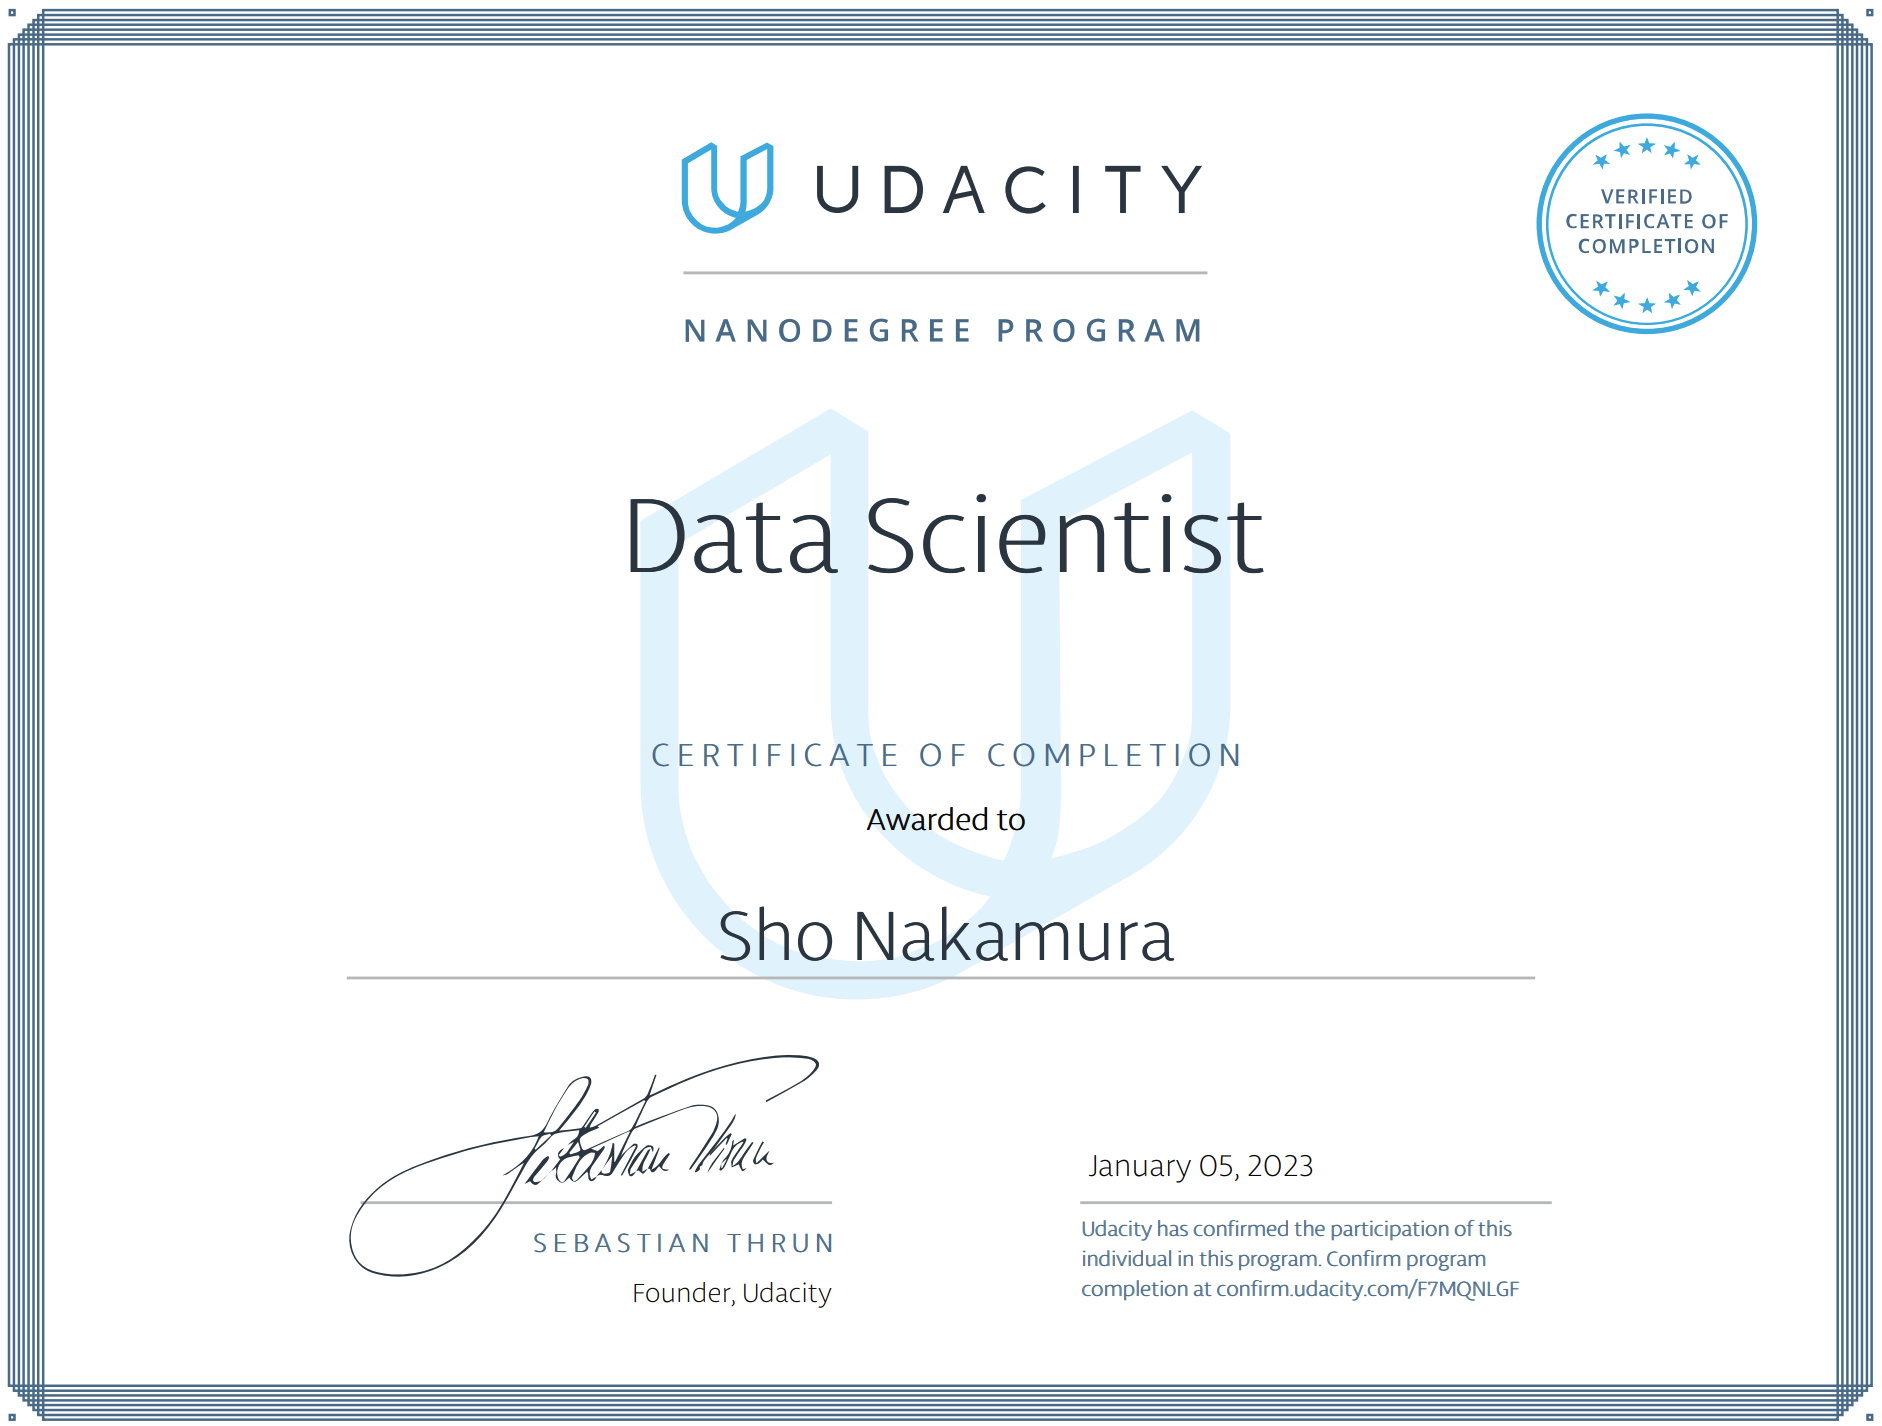 UDACITY
VERIFIED
CERTIFICATE OF
COMPLETION
NANODEGREE PROGRAM
Data Scientist
CERTIFICATE OF COMPLETION
Awarded to
Sho Nakamura
Sebastian Thrun
January 05, 2023
SEBASTIAN THRUN
Founder, Udacity
Udacity has confirmed the participation of this
individual in this program. Confirm program
completion at confirm.udacity.com/F7MQNLGF